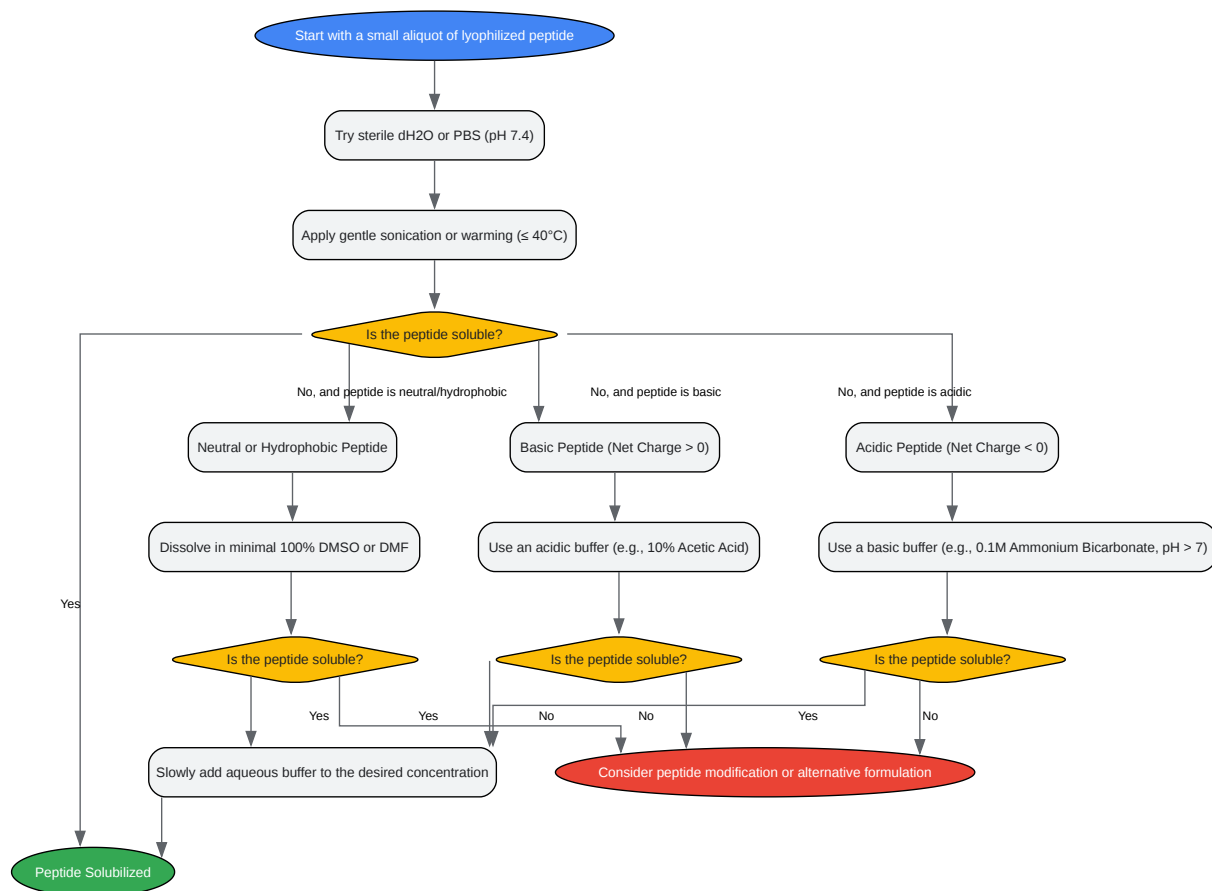 Start with a small aliquot of lyophilized peptide
Try sterile dH2O or PBS (pH 7.4)
Apply gentle sonication or warming (≤ 40°C)
Is the peptide soluble?
No, and peptide is neutral/hydrophobic
No, and peptide is basic
No, and peptide is acidic
Neutral or Hydrophobic Peptide
Basic Peptide (Net Charge > 0)
Acidic Peptide (Net Charge < 0)
Dissolve in minimal 100% DMSO or DMF
Use an acidic buffer (e.g., 10% Acetic Acid)
Use a basic buffer (e.g., 0.1M Ammonium Bicarbonate, pH > 7)
Yes
Is the peptide soluble?
Is the peptide soluble?
Is the peptide soluble?
Yes
Yes
No
No
Yes
No
Slowly add aqueous buffer to the desired concentration
Consider peptide modification or alternative formulation
Peptide Solubilized